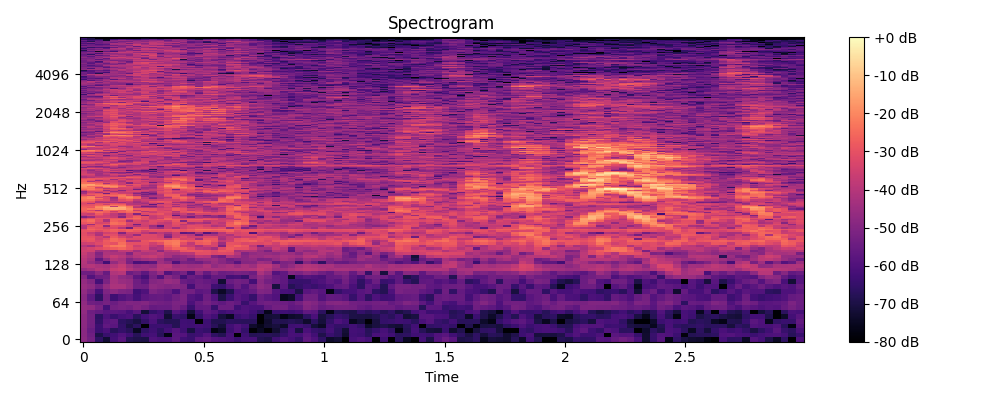 Spectrogram
+0 dB
4096
-10 dB
2048
-20 dB
1024
-30 dB
Hz
512
-40 dB
256
-50 dB
128
-60 dB
64
-70 dB
0
-80 dB
0 0.5 1 1.5 2 2.5
Time